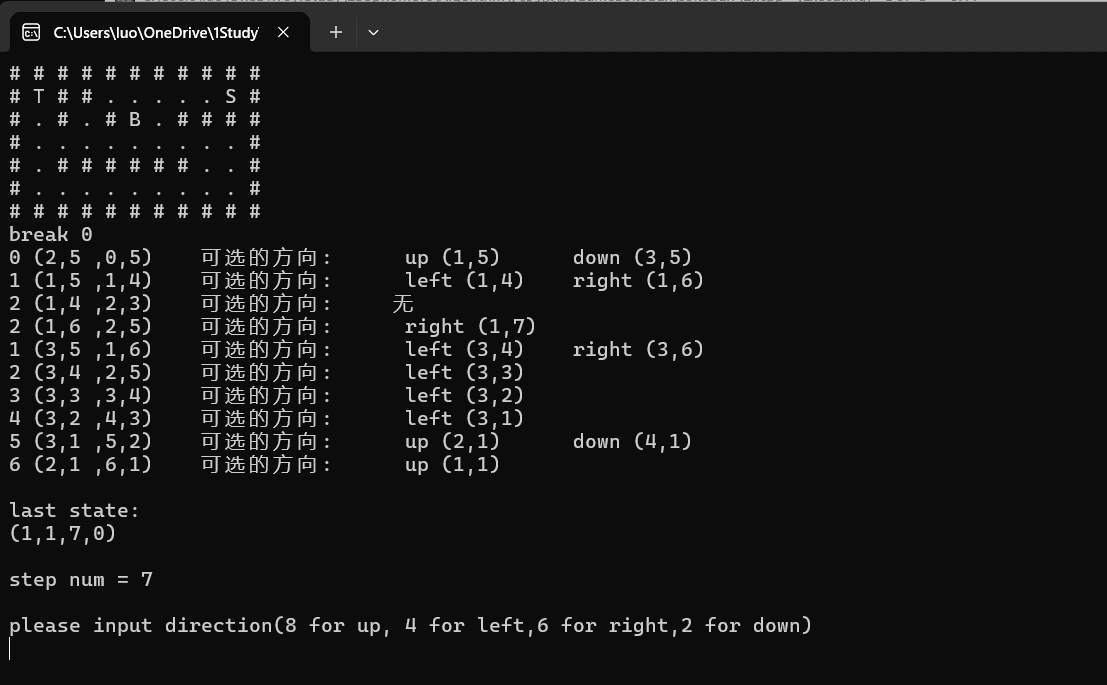 C:\Users\luo\OneDrive\1Study
# # # # # # # # # # #
# T # # . . . . . S #
# . # . # B . # # # #
# . . . . . . . . . #
# . # # # # # # . . #
# . . . . . . . . . #
# # # # # # # # # # #
break 0
0 (2,5 ,0,5) 可选的方向: up (1,5) down (3,5)
1 (1,5 ,1,4) 可选的方向: left (1,4) right (1,6)
2 (1,4 ,2,3) 可选的方向: 无
2 (1,6 ,2,5) 可选的方向: right (1,7)
1 (3,5 ,1,6) 可选的方向: left (3,4) right (3,6)
2 (3,4 ,2,5) 可选的方向: left (3,3)
3 (3,3 ,3,4) 可选的方向: left (3,2)
4 (3,2 ,4,3) 可选的方向: left (3,1)
5 (3,1 ,5,2) 可选的方向: up (2,1) down (4,1)
6 (2,1 ,6,1) 可选的方向: up (1,1)
last state:
(1,1,7,0)
step num = 7
please input direction(8 for up, 4 for left,6 for right,2 for down)